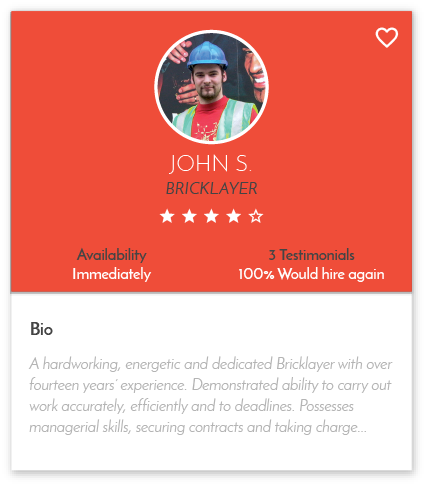 JOHN S.
BRICKLAYER
Availability
Immediately
3 Testimonials
100% Would hire again
Bio
A hardworking, energetic and dedicated Bricklayer with over
fourteen years' experience. Demonstrated ability to carry out
work accurately, efficiently and to deadlines. Possesses
managerial skills, securing contracts and taking charge...